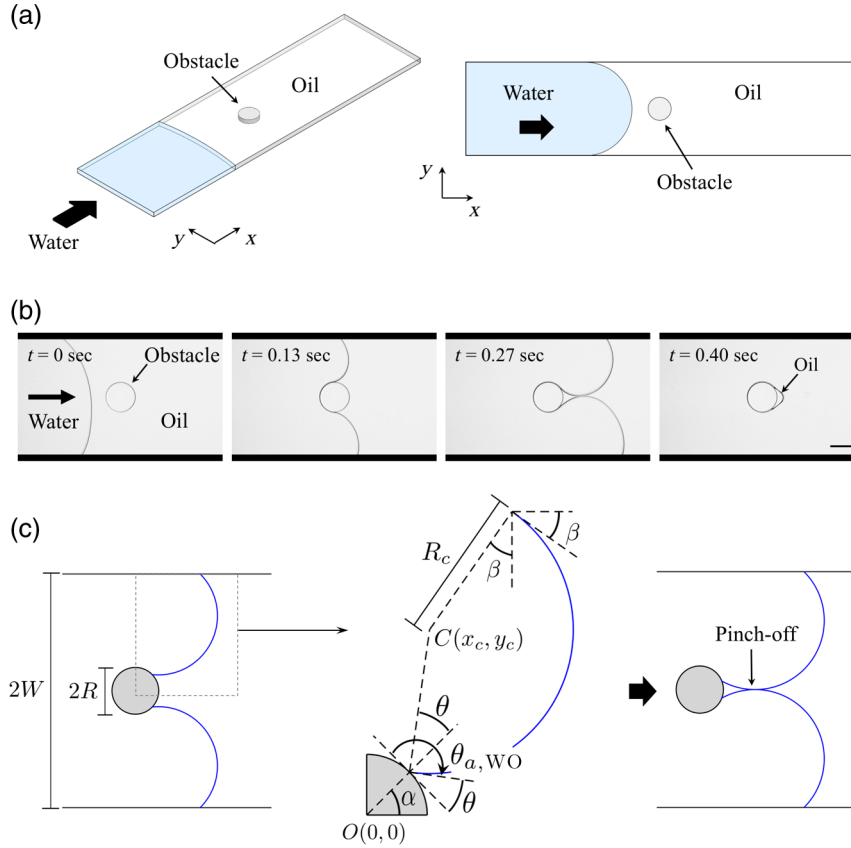 (a)
Obstacle
Oil
Water
y
x
Water
Oil
Obstacle
y
x
(b)
t = 0 sec
Obstacle
Water
Oil
t = 0.13 sec
t = 0.27 sec
t = 0.40 sec
Oil
(c)
2W
2R
R_c
β
β
C(x_c, y_c)
θ
θ_{a, WO}
θ
α
O(0, 0)
Pinch-off